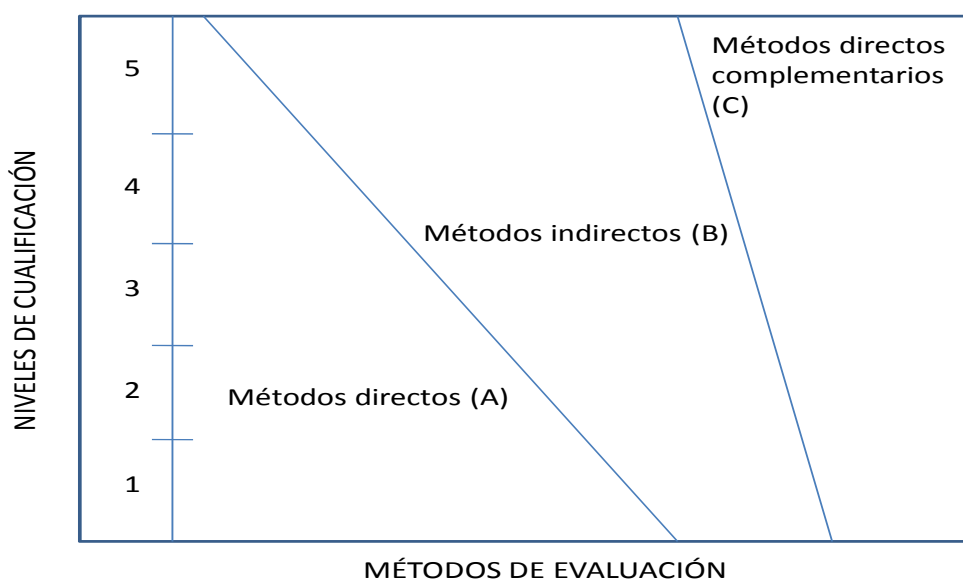 NIVELES DE CUALIFICACIÓN
5
4
3
2
1
Métodos directos
complementarios
(C)
Métodos indirectos (B)
Métodos directos (A)
MÉTODOS DE EVALUACIÓN